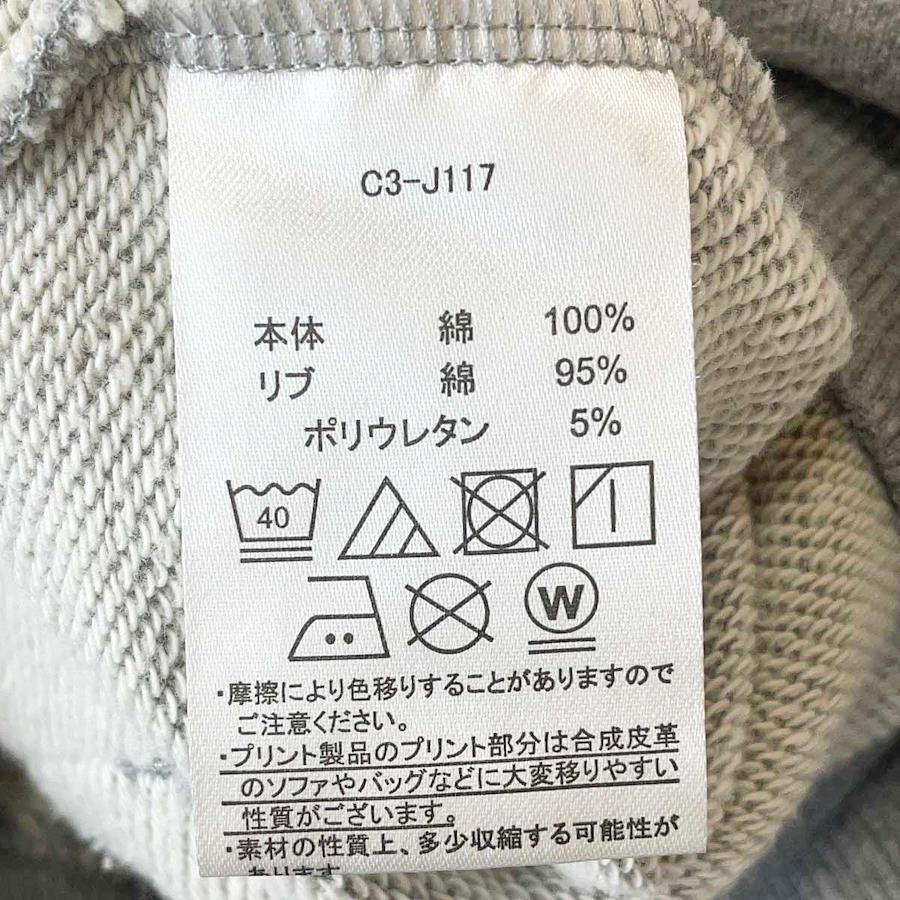 C3-J117
本体 綿 100%
リブ 綿 95%
ポリウレタン 5%
40
W
・摩擦により色移りすることがありますので
ご注意ください。
・プリント製品のプリント部分は合成皮革
のソファやバッグなどに大変移りやすい
性質がございます。
・素材の性質上、多少収縮する可能性が
あります